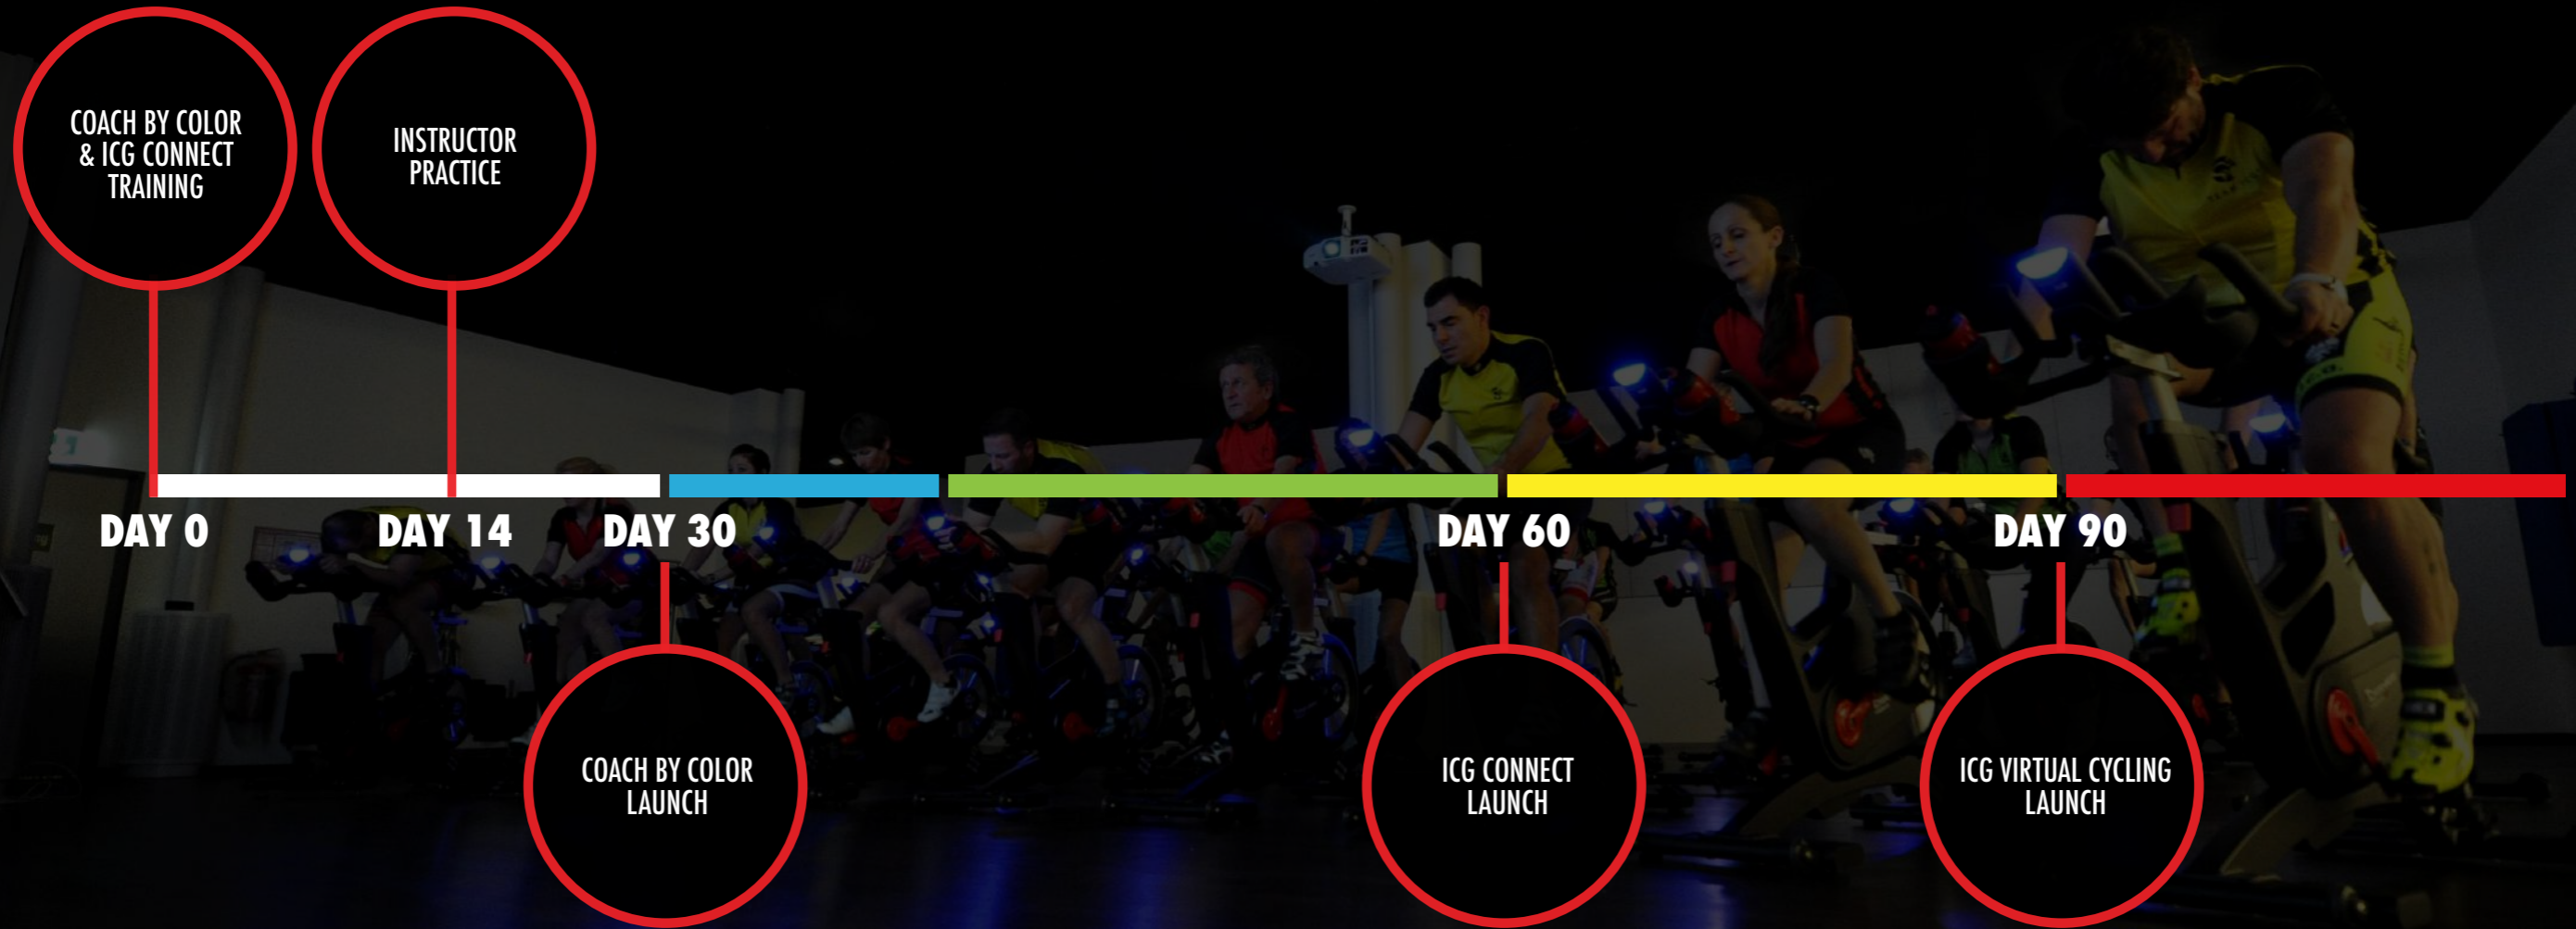 COACH BY COLOR
& ICG CONNECT
TRAINING
INSTRUCTOR
PRACTICE
DAY 0
DAY 14
DAY 30
DAY 60
DAY 90
COACH BY COLOR
LAUNCH
ICG CONNECT
LAUNCH
ICG VIRTUAL CYCLING
LAUNCH